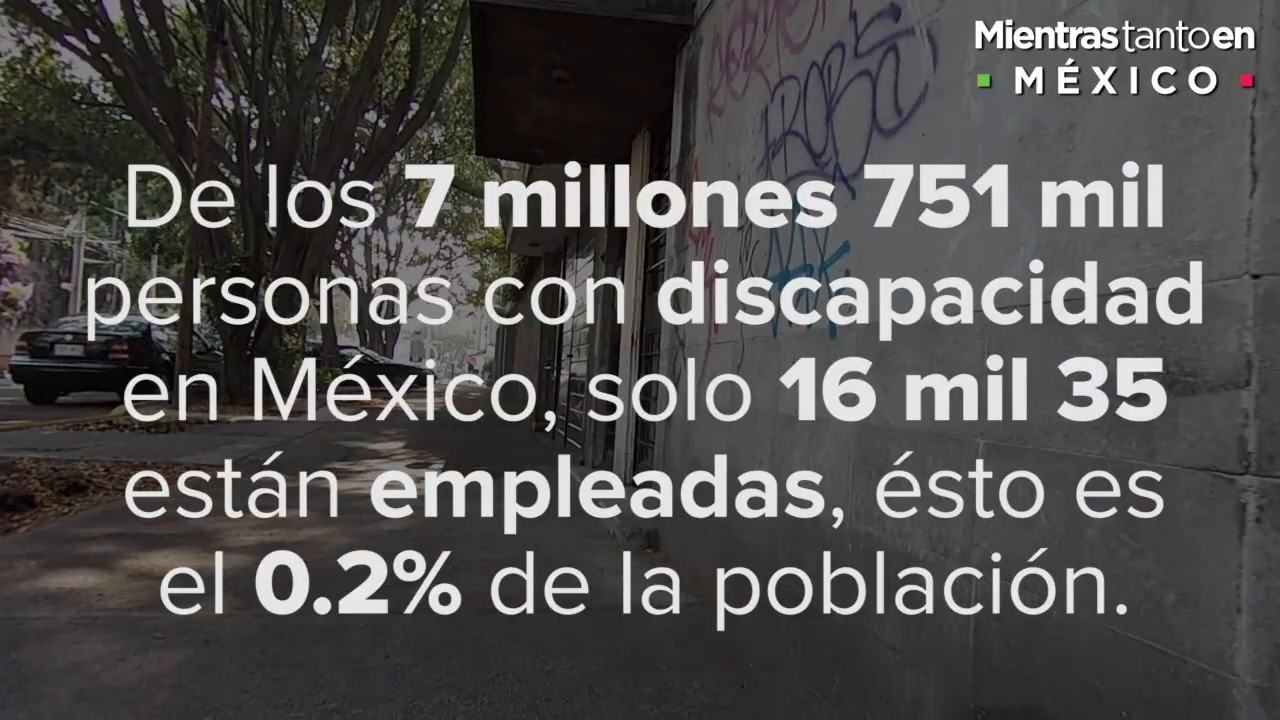 Mientras tanto en
MÉXICO
De los 7 millones 751 mil
personas con discapacidad
en México, solo 16 mil 35
están empleadas, ésto es
el 0.2% de la población.